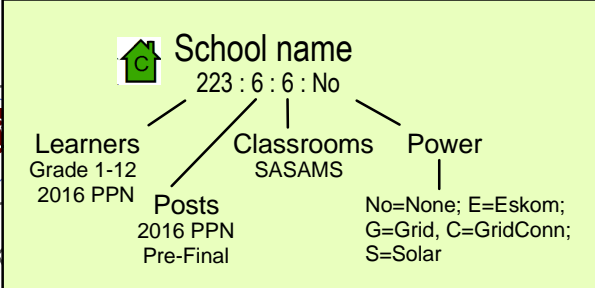 C
School name
223 : 6 : 6 : No
Learners
Grade 1-12
2016 PPN
Posts
2016 PPN
Pre-Final
Classrooms
SASAMS
Power
No=None; E=Eskom;
G=Grid, C=GridConn;
S=Solar